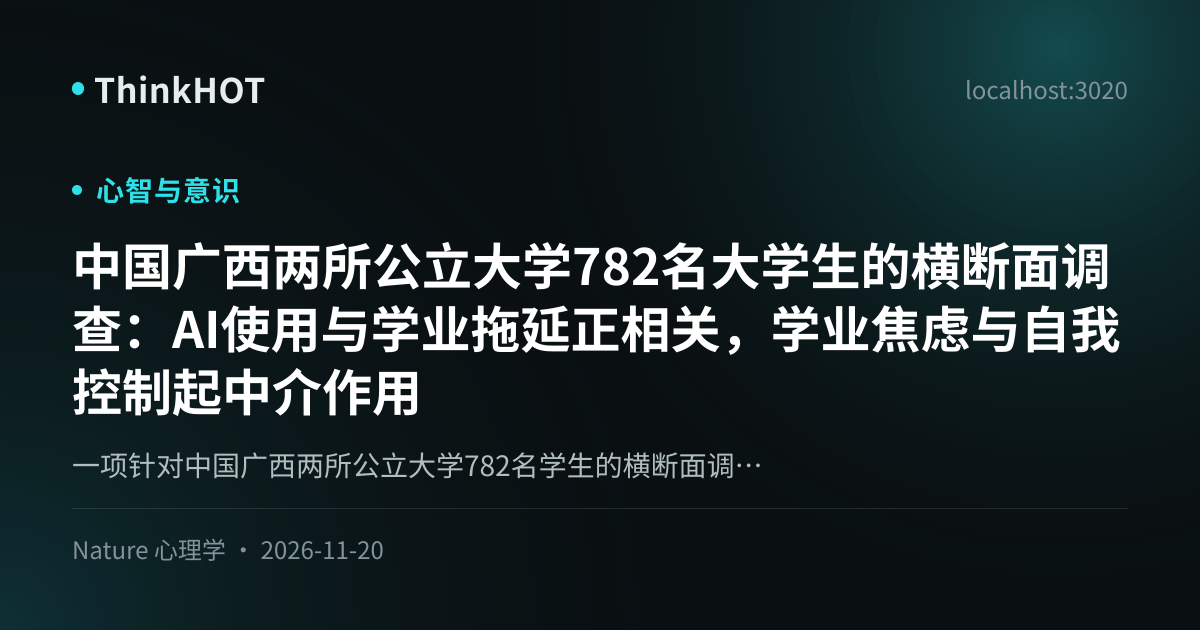 ThinkHOT
localhost:3020
心智与意识
中国广西两所公立大学782名大学生的横断面调
查：AI使用与学业拖延正相关，学业焦虑与自我
控制起中介作用
一项针对中国广西两所公立大学782名学生的横断面调…
Nature 心理学 · 2026-11-20